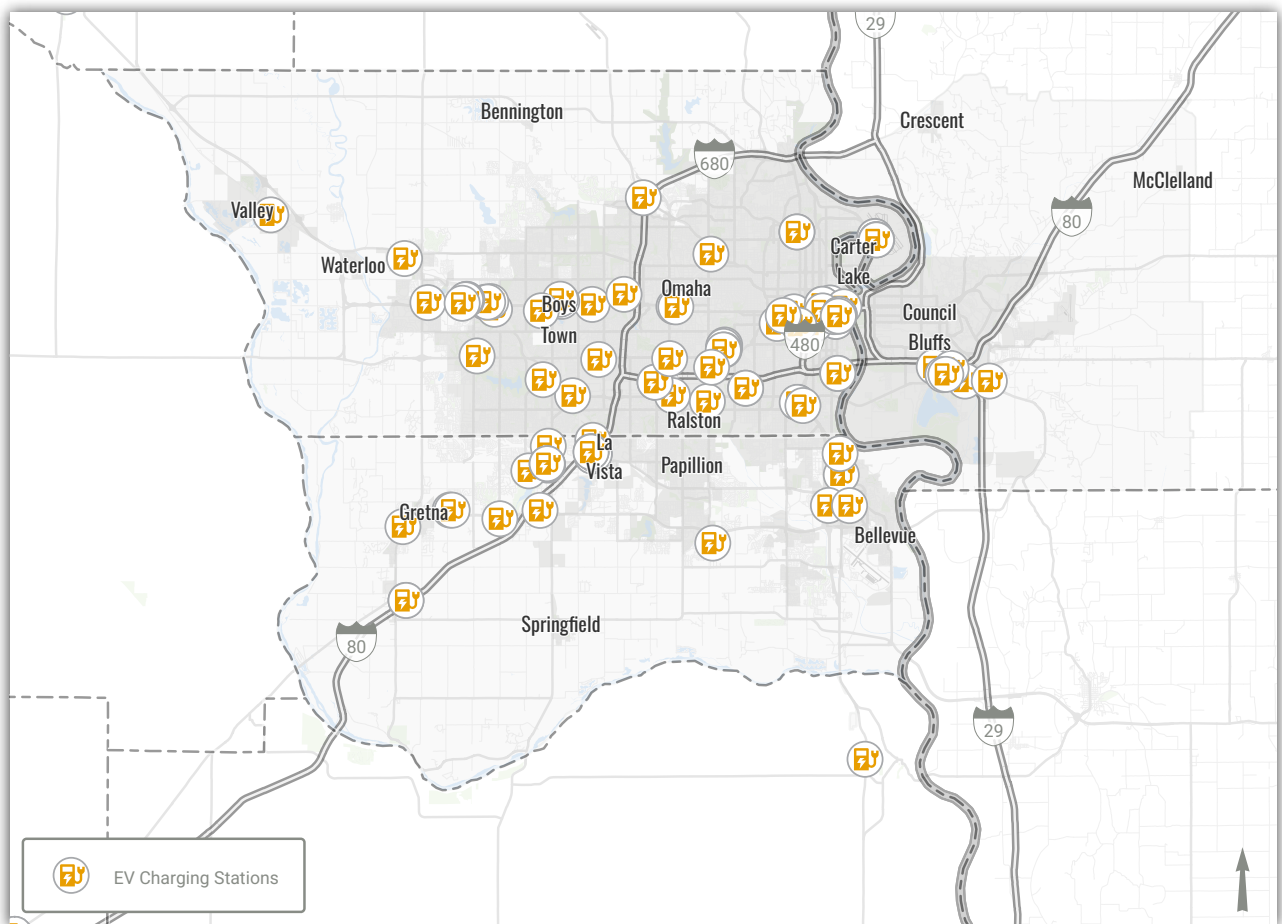 29
Bennington
Crescent
680
McClelland
Valley
80
Carter
Lake
Waterloo
Omaha
Boys
Town
Council
Bluffs
480
Ralston
La
Vista
Papillion
Gretna
Bellevue
Springfield
80
29
EV Charging Stations